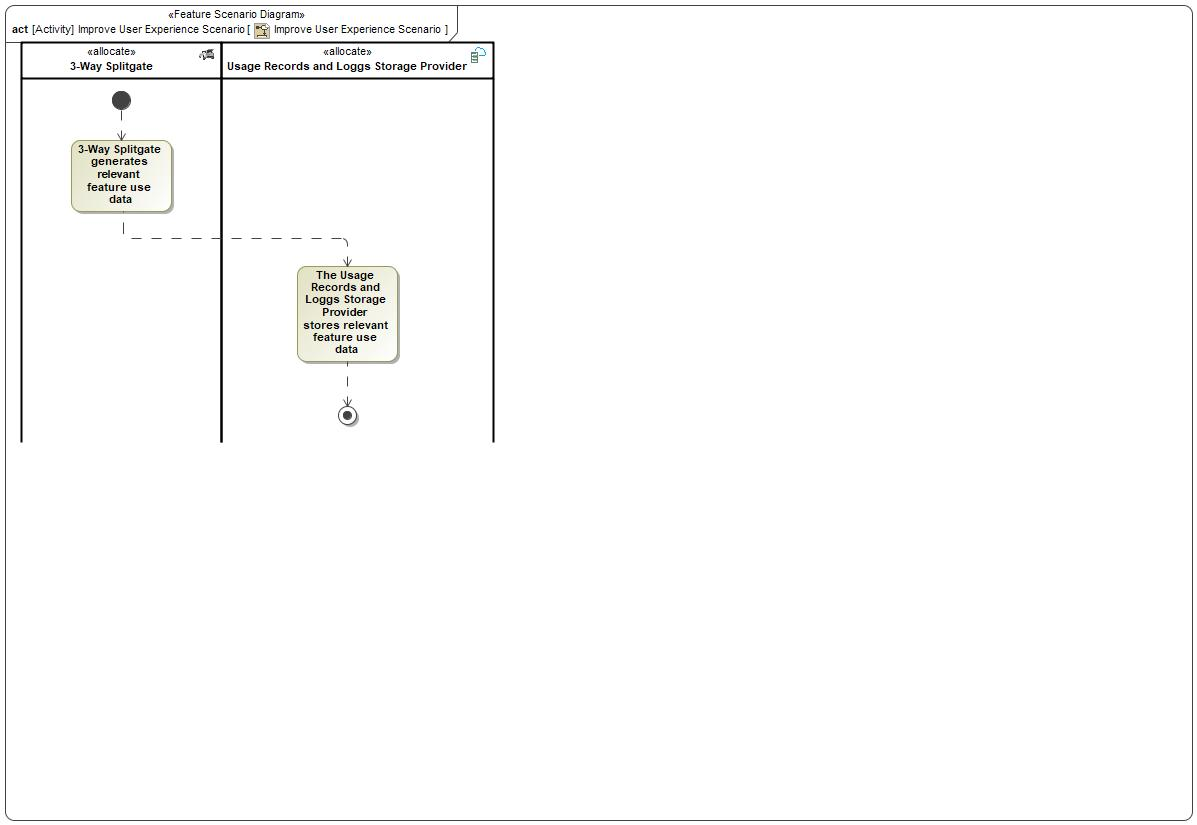 «Feature Scenario Diagram»
act [Activity] Improve User Experience Scenario [ Improve User Experience Scenario ]
«allocate»
3-Way Splitgate
«allocate»
Usage Records and Loggs Storage Provider
3-Way Splitgate
generates
relevant
feature use
data
The Usage
Records and
Loggs Storage
Provider
stores relevant
feature use
data